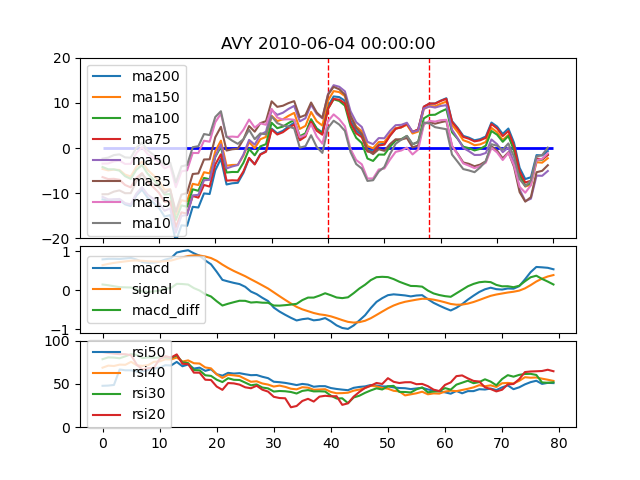 AVY 2010-06-04 00:00:00
20
10
0
−10
−20
ma200
ma150
ma100
ma75
ma50
ma35
ma15
ma10
1
0
−1
macd
signal
macd_diff
100
50
0
rsi50
rsi40
rsi30
rsi20
0 10 20 30 40 50 60 70 80